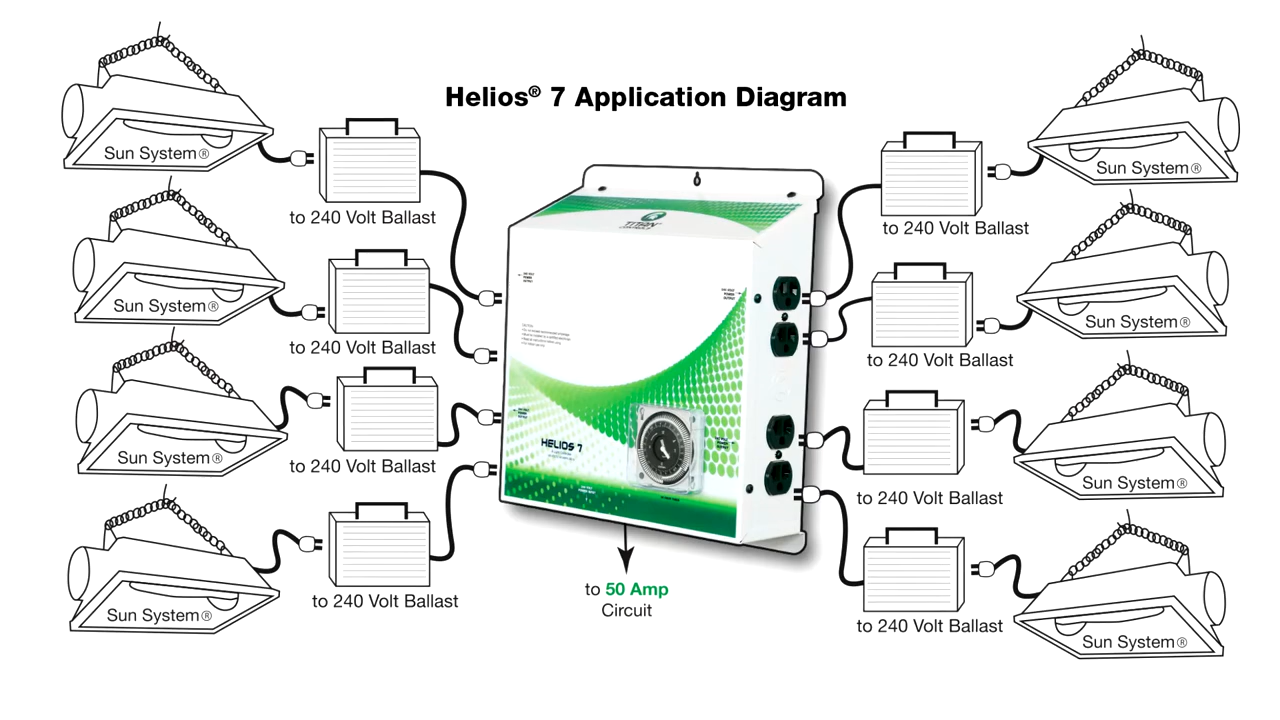 Helios® 7 Application Diagram
Sun System®
to 240 Volt Ballast
Sun System®
to 240 Volt Ballast
Sun System®
to 240 Volt Ballast
Sun System®
to 240 Volt Ballast
TITAN
HELIOS 7
to 50 Amp
Circuit
Sun System®
to 240 Volt Ballast
Sun System®
to 240 Volt Ballast
Sun System®
to 240 Volt Ballast
Sun System®
to 240 Volt Ballast